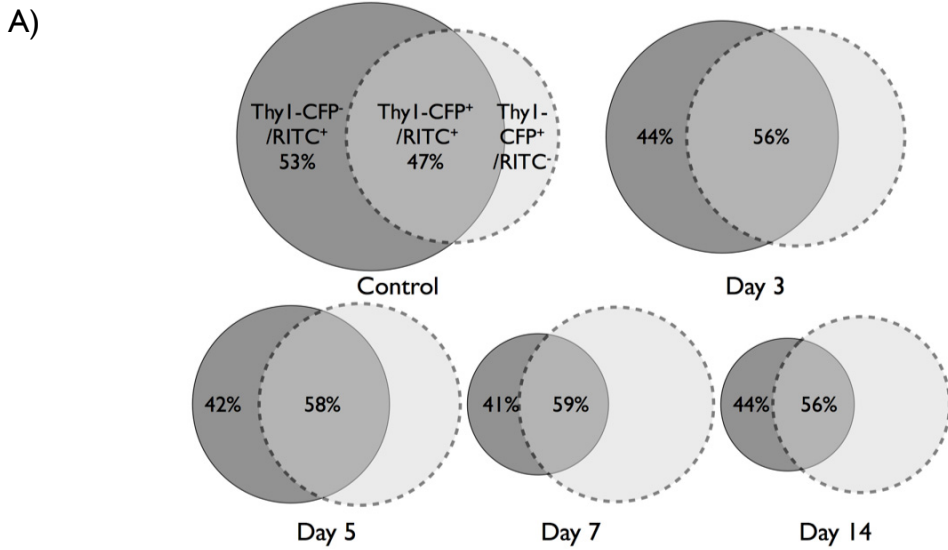 A)
Thy1-CFP⁻
/RITC⁺
53%
Thy1-CFP⁺
/RITC⁺
47%
Thy1-
CFP⁺
/RITC⁻
Control
44%
56%
Day 3
42%
58%
Day 5
41%
59%
Day 7
44%
56%
Day 14